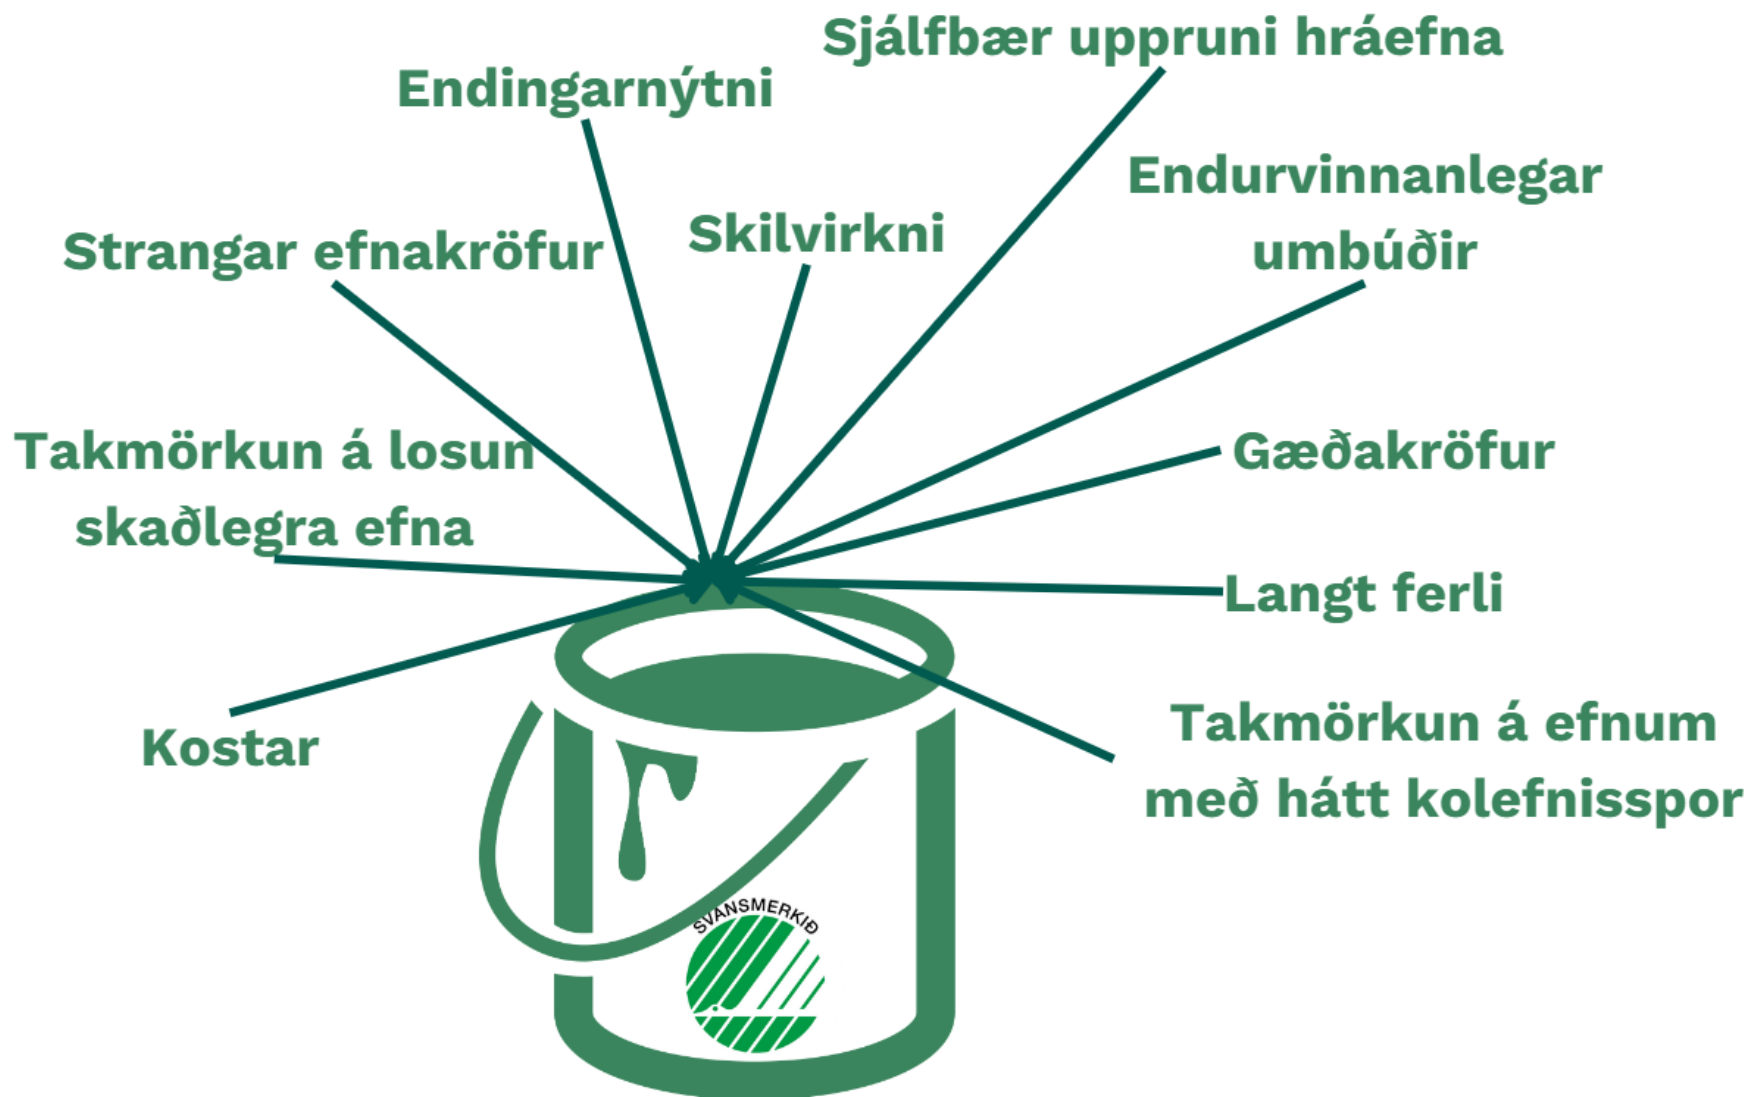 Sjálfbær uppruni hráefna
Endingarnýtni
Endurvinnanlegar
umbúðir
Skilvirkni
Strangar efnakröfur
Takmörkun á losun
skaðlegra efna
Gæðakröfur
Langt ferli
Kostar
Takmörkun á efnum
með hátt kolefnisspor
SVANSMERKIÐ